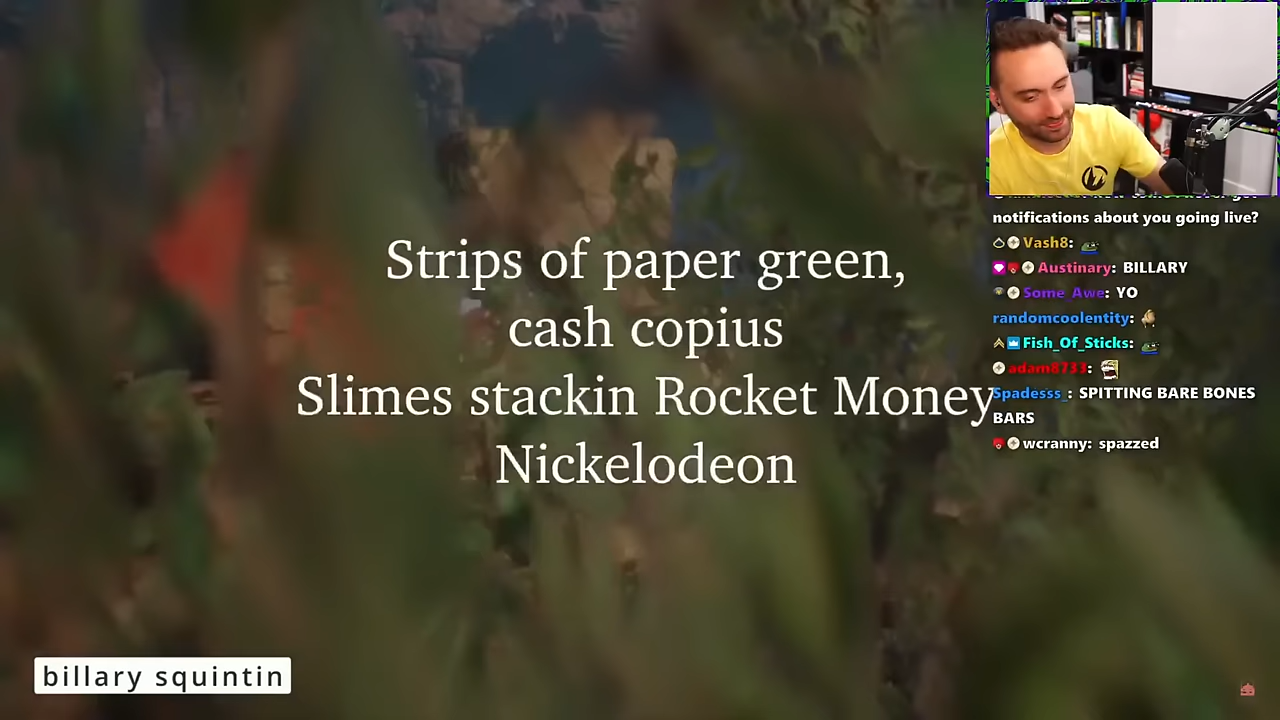 Strips of paper green,
cash copius
Slimes stackin Rocket Money
Nickelodeon
billary squintin
notifications about you going live?
Vash8:
Austinary: BILLARY
Some_Awe: YO
randomcoolentity:
Fish_Of_Sticks:
adam8733:
Spadesss_: SPITTING BARE BONES
BARS
wcranny: spazzed